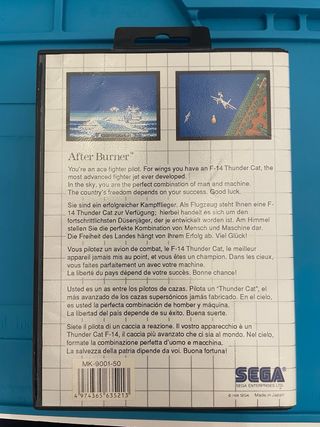 After Burner™
You're an ace fighter pilot. For wings you have an F-14 Thunder Cat, the
most advanced fighter jet ever developed.
In the sky, you are the perfect combination of man and machine.
The country's freedom depends on your success. Good luck.
Sie sind ein erfolgreicher Kampfflieger. Als Flugzeug steht Ihnen eine F-
14 Thunder Cat zur Verfügung; hierbei handelt es sich um den
fortschrittlichsten Düsenjäger, der je entwickelt worden ist. Am Himmel
stellen Sie die perfekte Kombination von Mensch und Maschine dar.
Die Freiheit des Landes hängt von Ihrem Erfolg ab. Viel Glück!
Vous pilotez un avion de combat, le F-14 Thunder Cat, le meilleur
appareil jamais mis au point, et vous êtes champion. Dans les cieux,
vous faites parfaitement un avec votre machine.
La liberté du pays dépend de votre succès. Bonne chance!
Usted es un as entre los pilotos de cazas. Pilota un "Thunder Cat", el
más avanzado de los cazas supersónicos jamás fabricado. En el cielo,
es usted la perfecta combinación de hombre y máquina.
La libertad del país depende de su éxito. Buena suerte.
Siete il pilota di un caccia a reazione. Il vostro apparecchio è un
Thunder Cat F-14, il caccia più avanzato che ci sia al mondo. Nel cielo,
formate la combinazione perfetta d'uomo e macchina.
La salvezza della patria dipende da voi. Buona fortuna!
MK-9001-50
4 974365 635213
SEGA
SEGA ENTERPRISES LTD.
Made in Japan